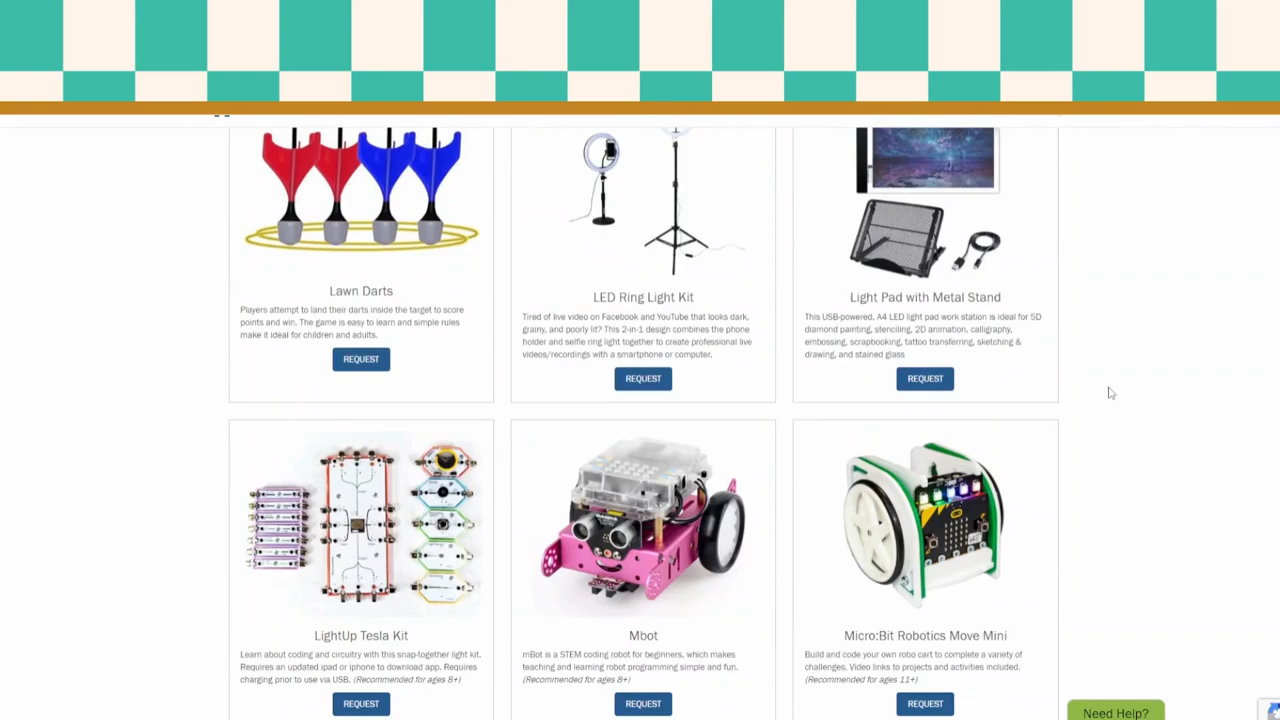 Lawn Darts
Players attempt to land their darts inside the target to score
points and win. The game is easy to learn and simple rules
make it ideal for children and adults.
REQUEST
LED Ring Light Kit
Tired of live video on Facebook and YouTube that looks dark,
grainy, and poorly lit? This 2-in-1 design combines the phone
holder and selfie ring light together to create professional live
videos/recordings with a smartphone or computer.
REQUEST
Light Pad with Metal Stand
This USB-powered, A4 LED light pad work station is ideal for 5D
diamond painting, stenciling, 2D animation, calligraphy,
embossing, scrapbooking, tattoo transferring, sketching &
drawing, and stained glass
REQUEST
LightUp Tesla Kit
Learn about coding and circuitry with this snap-together light kit.
Requires an updated ipad or iphone to download app. Requires
charging prior to use via USB. (Recommended for ages 8+)
REQUEST
Mbot
mBot is a STEM coding robot for beginners, which makes
teaching and learning robot programming simple and fun.
(Recommended for ages 8+)
REQUEST
Micro:Bit Robotics Move Mini
Build and code your own robo cart to complete a variety of
challenges. Video links to projects and activities included.
(Recommended for ages 11+)
REQUEST
Need Help?